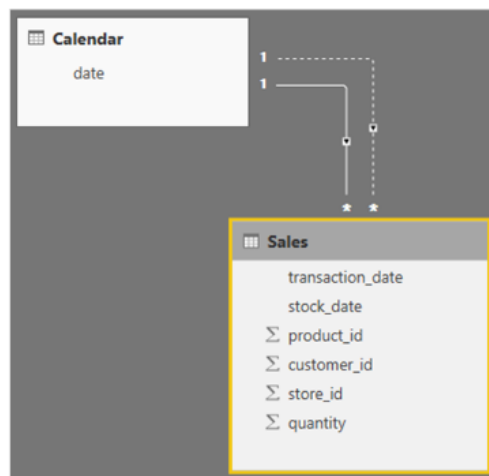 Calendar
date
1
1
* *
Sales
transaction_date
stock_date
∑ product_id
∑ customer_id
∑ store_id
∑ quantity